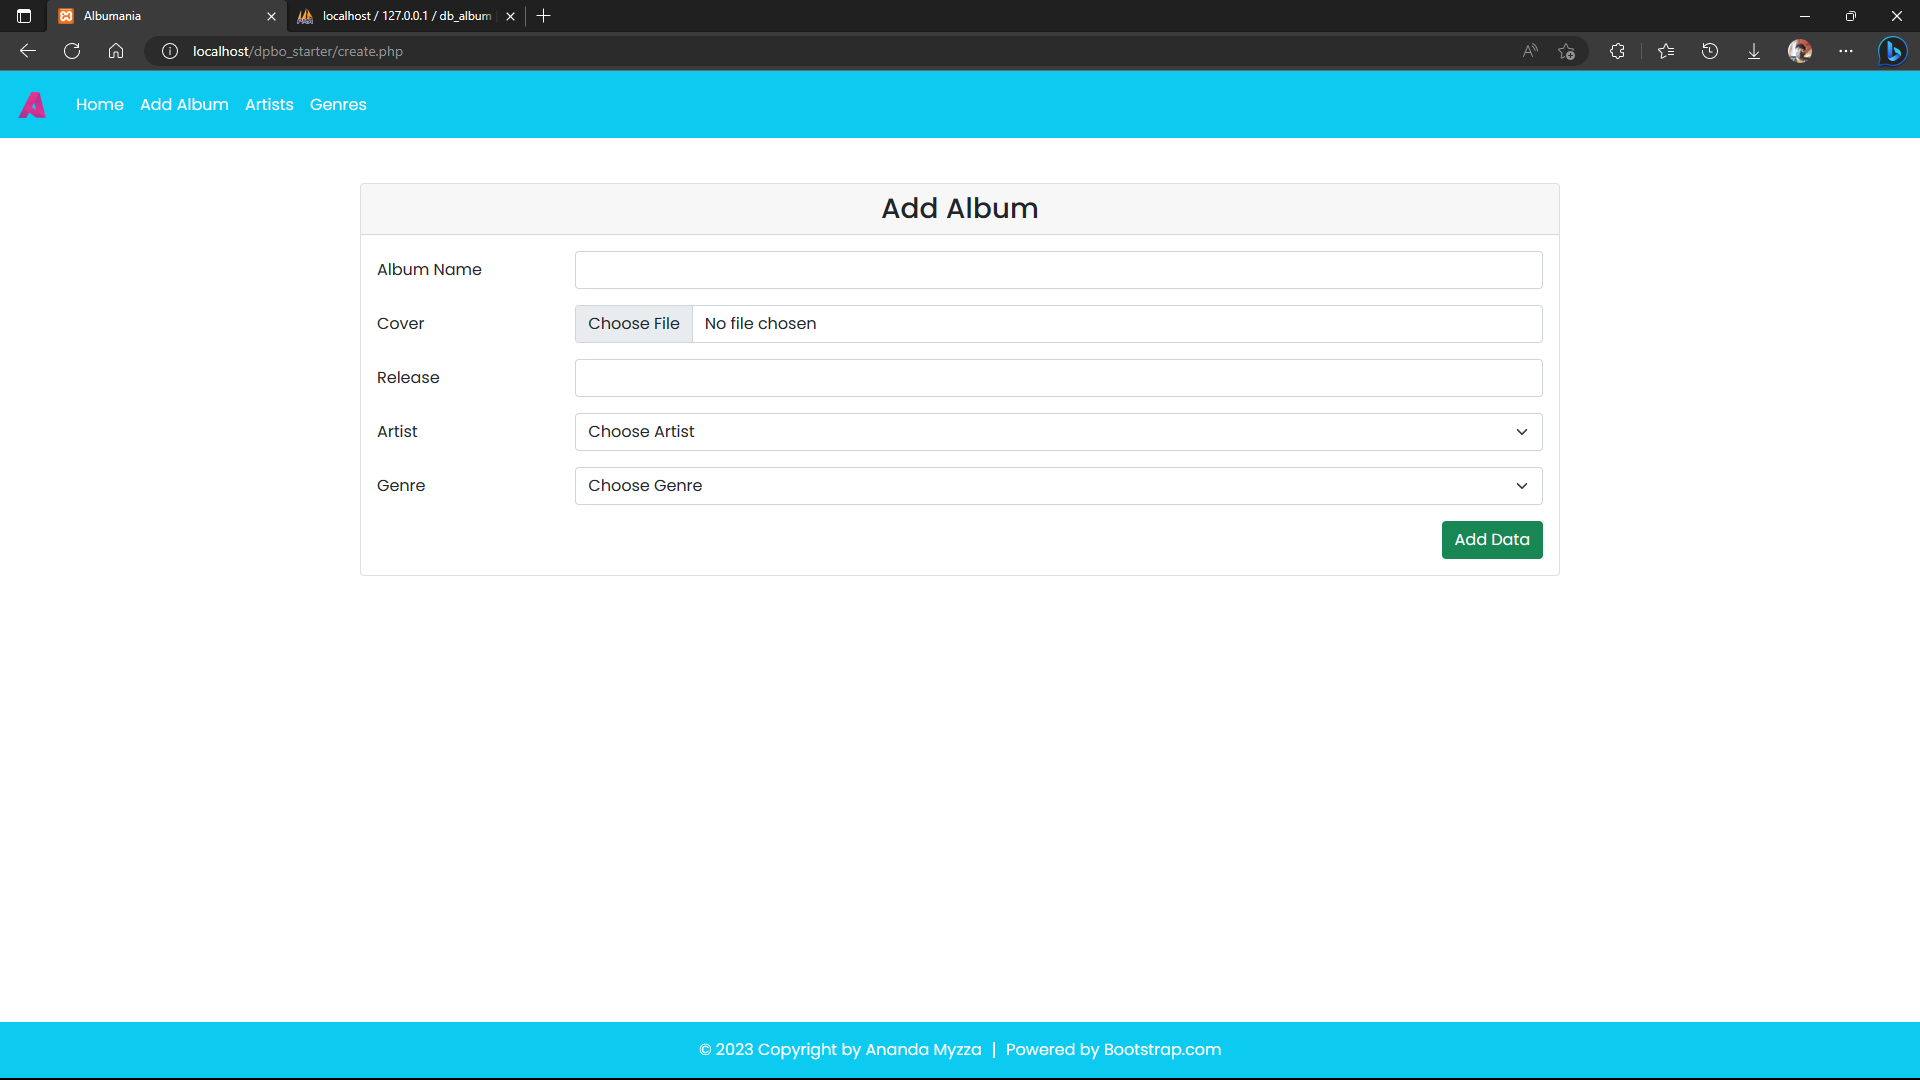 Albumania
localhost / 127.0.0.1 / db_album
localhost/dpbo_starter/create.php
Home Add Album Artists Genres
Add Album
Album Name
Cover Choose File No file chosen
Release
Artist Choose Artist
Genre Choose Genre
Add Data
© 2023 Copyright by Ananda Myzza | Powered by Bootstrap.com